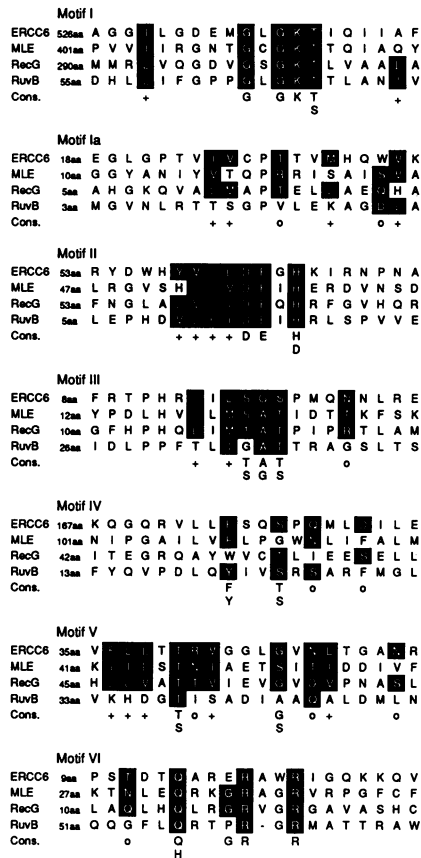 Motif I
ERCC6 526aa A G G I L G D E M G L G K T I Q I I A F
MLE 401aa P V V I I R G N T G C G K T T Q I A Q Y
RecG 290aa M M R L V Q G D V G S G K T L V A A L A
RuvB 55aa D H L I I F G P P G L G K T T L A N I V
Cons. + G G K T +
S
Motif Ia
ERCC6 18aa E G L G P T V I V C P T T V M H Q W V K
MLE 10aa G G Y A N I Y V T Q P R R I S A I S V A
RecG 5aa A H G K Q V A M A P T E L A E Q H A
RuvB 3aa M G V N L R T T S G P V L E K A G D L A
Cons. + + o + o +
Motif II
ERCC6 53aa R Y D W H Y V I L D E G H K I R N P N A
MLE 47aa L R G V S H I I V D E I H E R D V N S D
RecG 53aa F N G L A D E Q H R F G V H Q R
RuvB 5aa L E P H D D E I H R L S P V V E
Cons. + + + + D E H
D
Motif III
ERCC6 8aa F R T P H R I I L S G S P M Q N N L R E
MLE 12aa Y P D L H V I L M S A T I D T T K F S K
RecG 10aa G F H P H Q L I M T A T P I P R T L A M
RuvB 26aa I D L P P F T L I G A T T R A G S L T S
Cons. + + T A T o
S G S
Motif IV
ERCC6 167aa K Q G Q R V L L F S Q S P Q M L S I L E
MLE 101aa N I P G A I L V F L P G W N L I F A L M
RecG 42aa I T E G R Q A Y W V C T L I E E S E L L
RuvB 13aa F Y Q V P D L Q Y I V S R S A R F M G L
Cons. F T o o
Y S
Motif V
ERCC6 35aa V L L T T R V G G L G V N L T G A N R
MLE 41aa K I I I S T N I A E T S I T I D D I V F
RecG 45aa H L V A T T V I E V G V D V P N A S L
RuvB 33aa V K H D G I I S A D I A A Q A L D M L N
Cons. + + + T o + G o + o
S S
Motif VI
ERCC6 9aa P S T D T Q A R E R A W R I G Q K K Q V
MLE 27aa K T N L E Q R K G R A G R V R P G F C F
RecG 10aa L A Q L H Q L R G R V G R G A V A S H C
RuvB 51aa Q Q G F L Q R T P R - G R M A T T R A W
Cons. o Q G R R
H